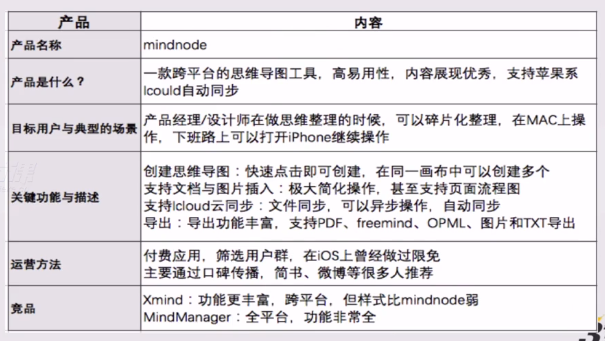 产品 内容
产品名称 mindnode
产品是什么? 一款跨平台的思维导图工具，高易用性，内容展现优秀，支持苹果系
Icould自动同步
目标用户与典型的场景 产品经理/设计师在做思维整理的时候，可以碎片化整理，在MAC上操
作，下班路上可以打开iPhone继续操作
关键功能与描述
创建思维导图：快速点击即可创建，在同一画布中可以创建多个
支持文档与图片插入：极大简化操作，甚至支持页面流程图
支持Icloud云同步：文件同步，可以异步操作，自动同步
导出：导出功能丰富，支持PDF、freemind、OPML、图片和TXT导出
运营方法 付费应用，筛选用户群，在iOS上曾经做过限免
主要通过口碑传播，简书、微博等很多人推荐
竞品 Xmind：功能更丰富，跨平台，但样式比mindnode弱
MindManager：全平台，功能非常全